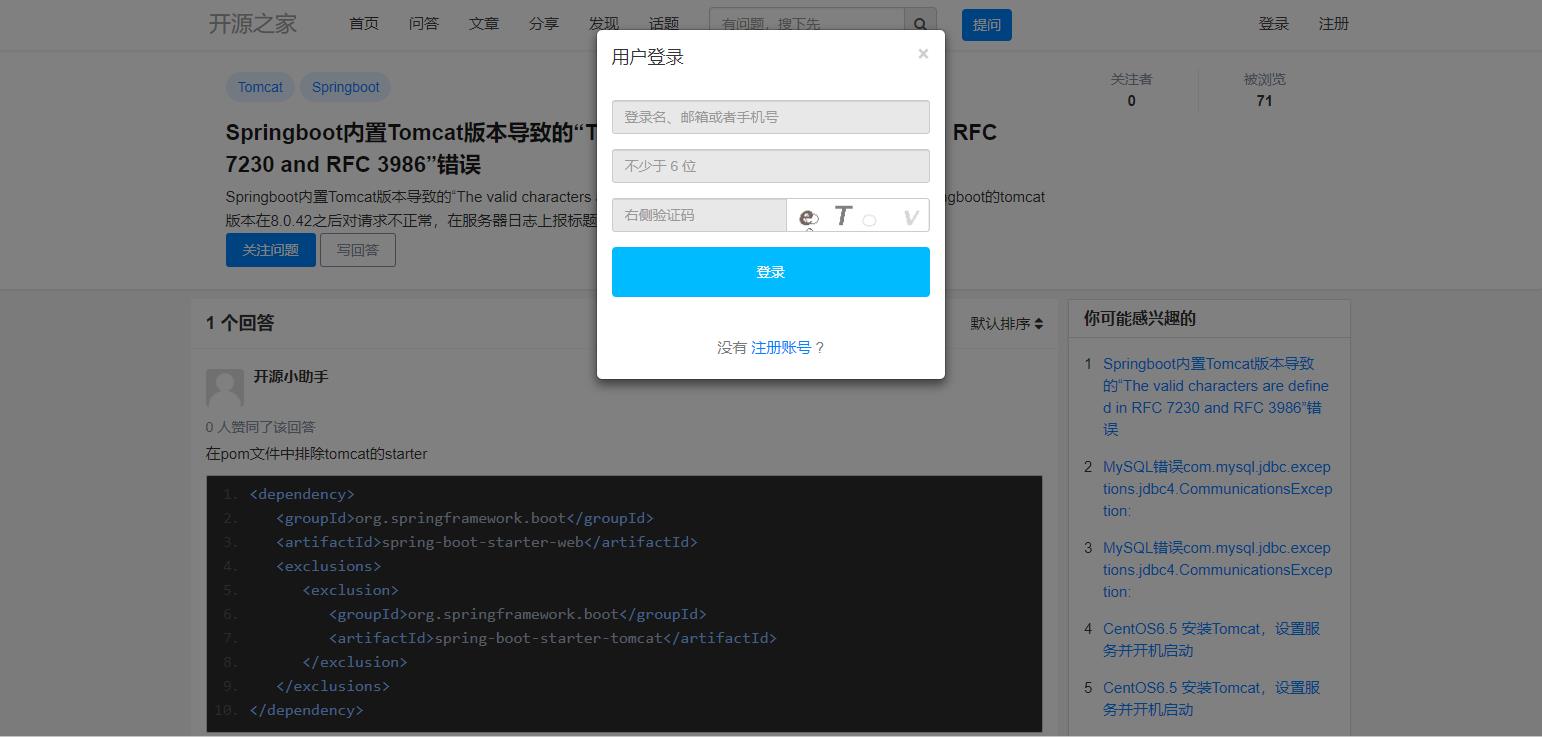 开源之家 首页 问答 文章 分享 发现 话题 有问题，搜下先 提问 登录 注册
Tomcat Springboot
关注者 被浏览
0 71
Springboot内置Tomcat版本导致的“T RFC
7230 and RFC 3986”错误
Springboot内置Tomcat版本导致的“The valid characters gboot的tomcat
版本在8.0.42之后对请求不正常，在服务器日志上报标题
关注问题 写回答
用户登录 ×
登录名、邮箱或者手机号
不少于 6 位
右侧验证码
登录
没有 注册账号 ?
1 个回答 默认排序
开源小助手
0 人赞同了该回答
在pom文件中排除tomcat的starter
1. <dependency>
2. <groupId>org.springframework.boot</groupId>
3. <artifactId>spring-boot-starter-web</artifactId>
4. <exclusions>
5. <exclusion>
6. <groupId>org.springframework.boot</groupId>
7. <artifactId>spring-boot-starter-tomcat</artifactId>
8. </exclusion>
9. </exclusions>
10. </dependency>
你可能感兴趣的
1 Springboot内置Tomcat版本导致
的“The valid characters are define
d in RFC 7230 and RFC 3986”错
误
2 MySQL错误com.mysql.jdbc.excep
tions.jdbc4.CommunicationsExcep
tion:
3 MySQL错误com.mysql.jdbc.excep
tions.jdbc4.CommunicationsExcep
tion:
4 CentOS6.5 安装Tomcat，设置服
务并开机启动
5 CentOS6.5 安装Tomcat，设置服
务并开机启动